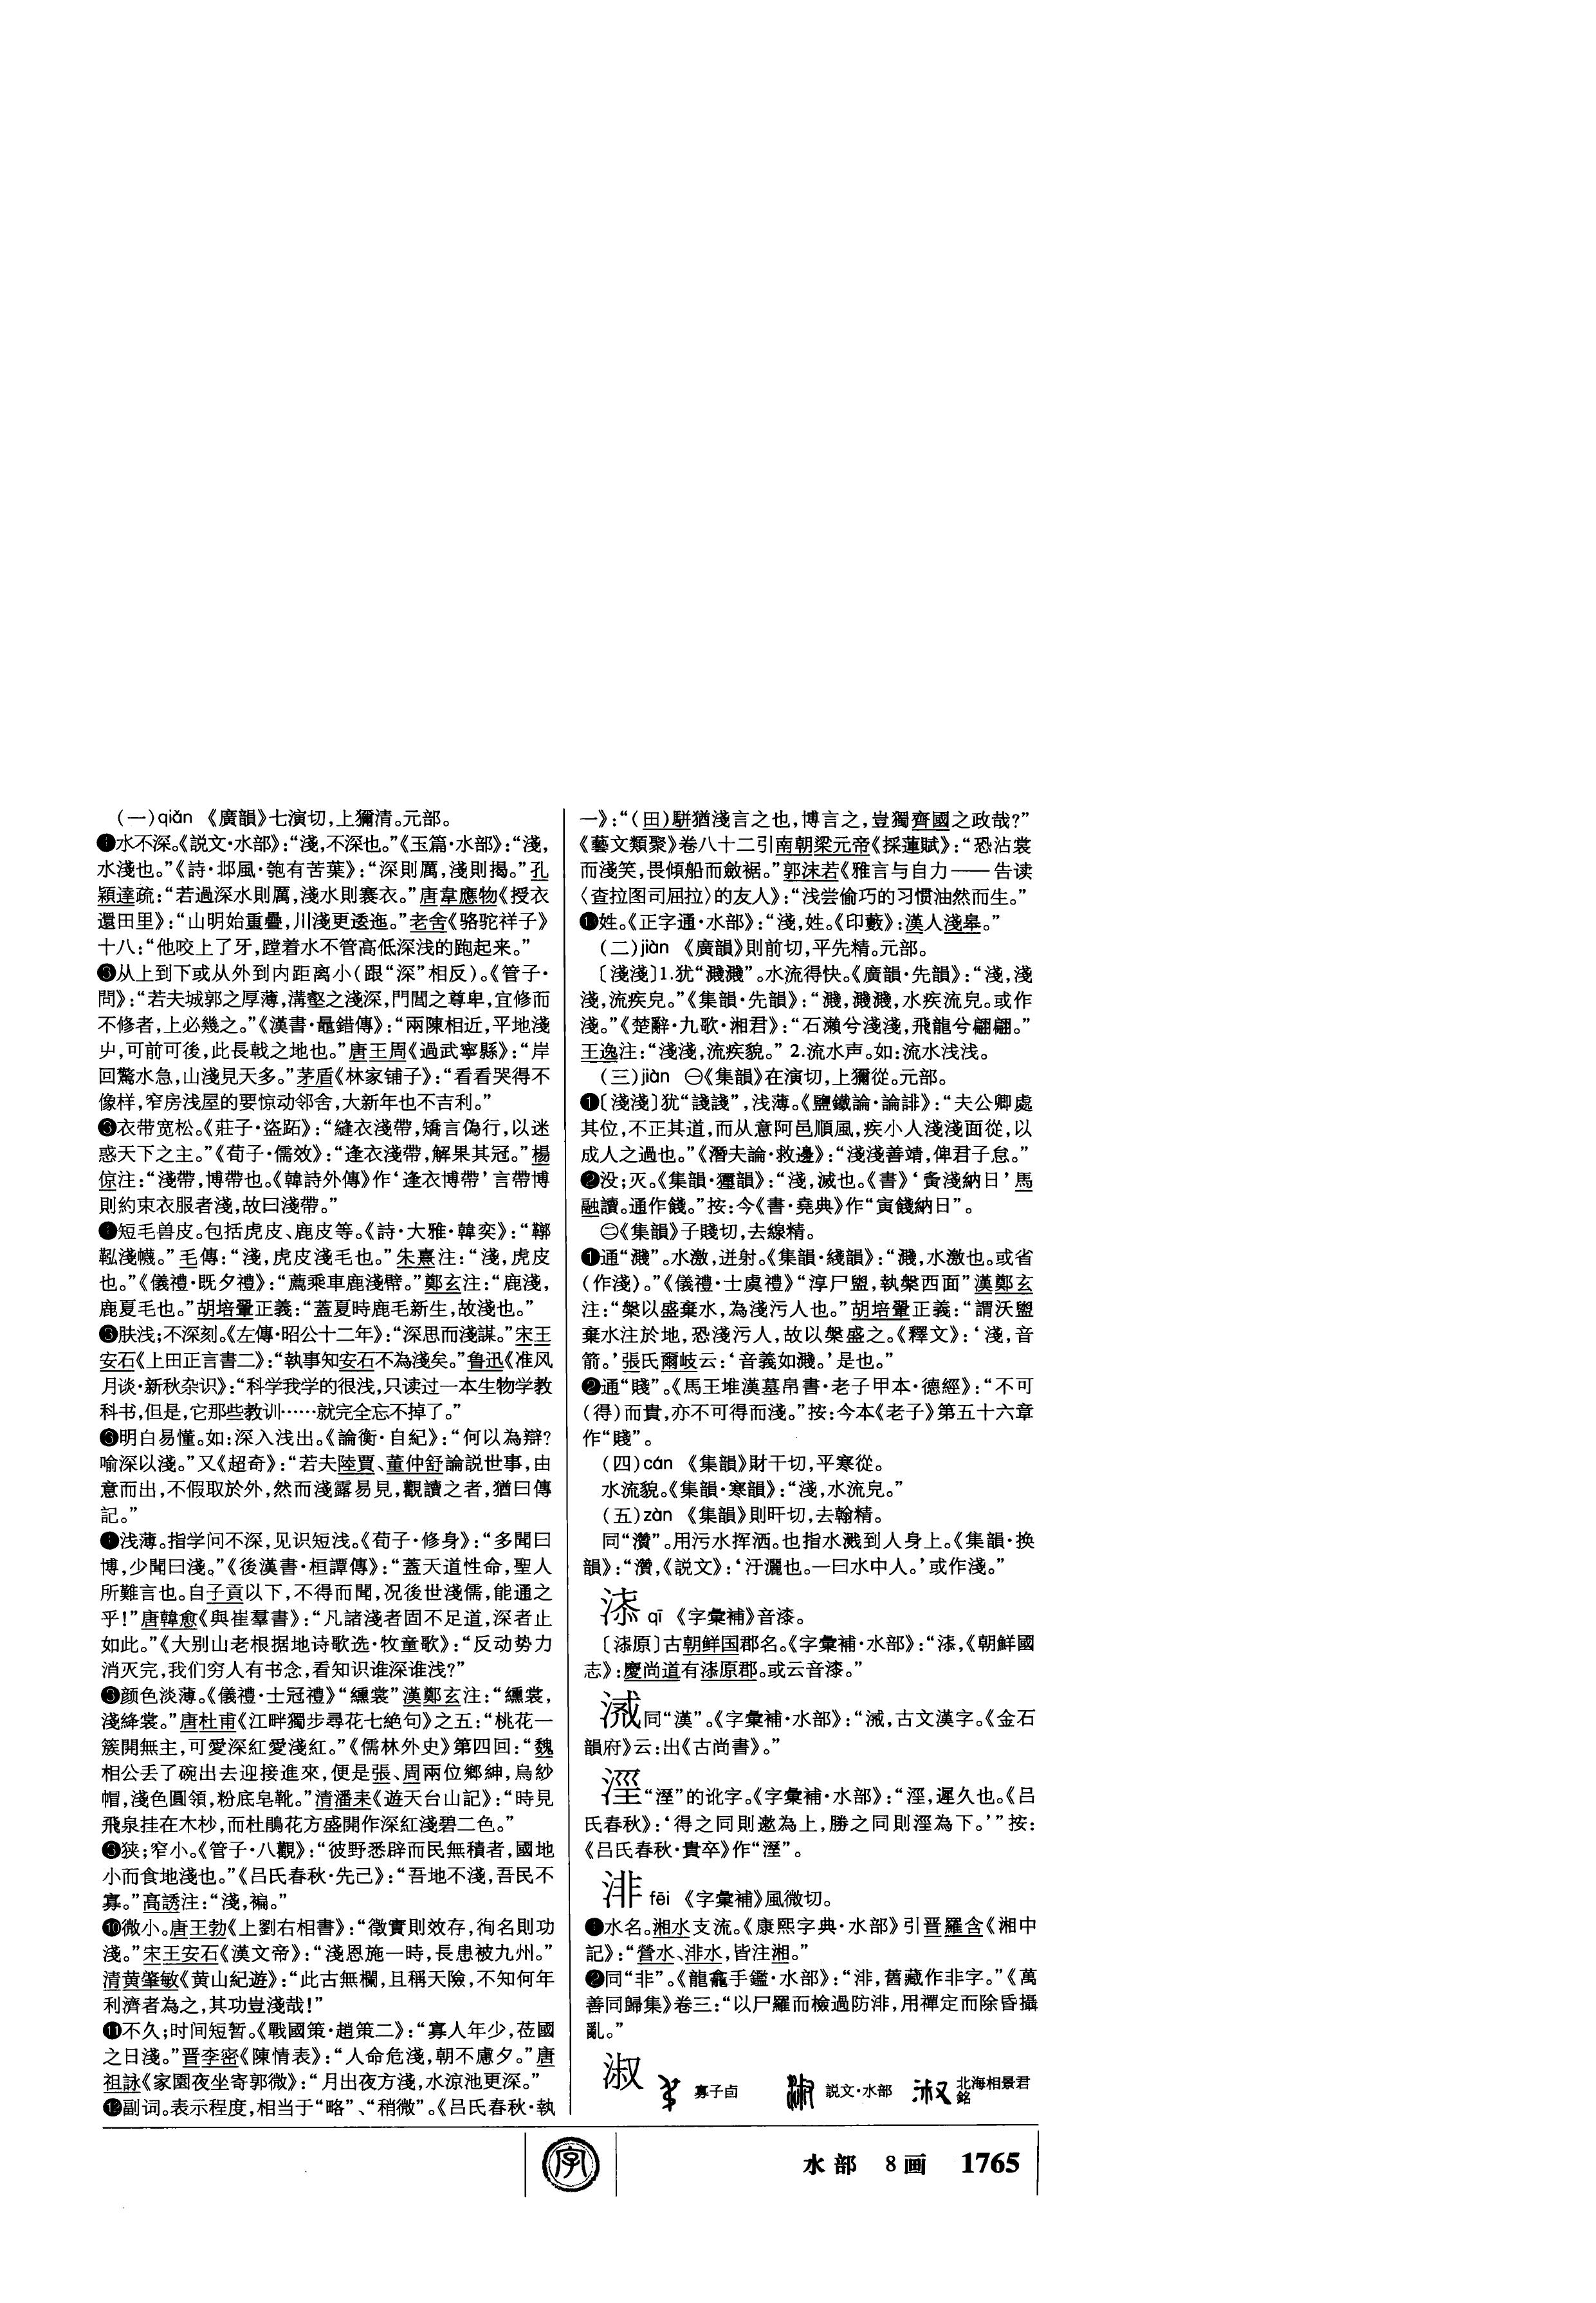 (一)qiǎn 《廣韻》七演切,上獮清。元部。
❶水不深。《説文·水部》:“淺,不深也。”《玉篇·水部》:“淺,
水淺也。”《詩·邶風·匏有苦葉》:“深則厲,淺則揭。”孔
穎達疏:“若過深水則厲,淺水則褰衣。”唐韋應物《授衣
還田里》:“山明始重疊,川淺更逶迤。”老舍《骆驼祥子》
十八:“他咬上了牙,蹚着水不管高低深浅的跑起来。”
❸从上到下或从外到内距离小(跟“深”相反)。《管子·
問》:“若夫城郭之厚薄,溝壑之淺深,門閭之尊卑,宜修而
不修者,上必幾之。”《漢書·鼂錯傳》:“兩陳相近,平地淺
屮,可前可後,此長戟之地也。”唐王周《過武寧縣》:“岸
回驚水急,山淺見天多。”茅盾《林家铺子》:“看看哭得不
像样,窄房浅屋的要惊动邻舍,大新年也不吉利。”
❸衣带宽松。《莊子·盜跖》:“縫衣淺帶,矯言偽行,以迷
惑天下之主。”《荀子·儒效》:“逢衣淺帶,解果其冠。”楊
倞注:“淺帶,博帶也。《韓詩外傳》作‘逢衣博帶’言帶博
則約束衣服者淺,故曰淺帶。”
短毛兽皮。包括虎皮、鹿皮等。《詩·大雅·韓奕》:“鞹
鞃淺幭。”毛傳:“淺,虎皮淺毛也。”朱熹注:“淺,虎皮
也。”《儀禮·既夕禮》:“薦乘車鹿淺幦。”鄭玄注:“鹿淺,
鹿夏毛也。”胡培翬正義:“蓋夏時鹿毛新生,故淺也。”
❸肤浅;不深刻。《左傳·昭公十二年》:“深思而淺謀。”宋王
安石《上田正言書二》:“執事知安石不為淺矣。”鲁迅《准风
月谈·新秋杂识》:“科学我学的很浅,只读过一本生物学教
科书,但是,它那些教训……就完全忘不掉了。”
❸明白易懂。如:深入浅出。《論衡·自紀》:“何以為辯?
喻深以淺。”又《超奇》:“若夫陸賈、董仲舒論説世事,由
意而出,不假取於外,然而淺露易見,觀讀之者,猶曰傳
記。”
浅薄。指学问不深,见识短浅。《荀子·修身》:“多聞曰
博,少聞曰淺。”《後漢書·桓譚傳》:“蓋天道性命,聖人
所難言也。自子貢以下,不得而聞,况後世淺儒,能通之
乎!”唐韓愈《與崔羣書》:“凡諸淺者固不足道,深者止
如此。”《大别山老根据地诗歌选·牧童歌》:“反动势力
消灭完,我们穷人有书念,看知识谁深谁浅?”
❸颜色淡薄。《儀禮·士冠禮》“纁裳”漢鄭玄注:“纁裳,
淺絳裳。”唐杜甫《江畔獨步尋花七絶句》之五:“桃花一
簇開無主,可愛深紅愛淺紅。”《儒林外史》第四回:“魏
相公丢了碗出去迎接進來,便是張、周兩位鄉紳,烏紗
帽,淺色圓領,粉底皂靴。”清潘耒《遊天台山記》:“時見
飛泉挂在木杪,而杜鵑花方盛開作深紅淺碧二色。”
❸狭;窄小。《管子·八觀》:“彼野悉辟而民無積者,國地
小而食地淺也。”《吕氏春秋·先己》:“吾地不淺,吾民不
寡。”高誘注:“淺,褊。”
❿微小。唐王勃《上劉右相書》:“徵實則效存,徇名則功
淺。”宋王安石《漢文帝》:“淺恩施一時,長患被九州。”
清黄肇敏《黄山紀遊》:“此古無欄,且稱天險,不知何年
利濟者為之,其功豈淺哉!”
⓫不久;时间短暂。《戰國策·趙策二》:“寡人年少,莅國
之日淺。”晋李密《陳情表》:“人命危淺,朝不慮夕。”唐
祖詠《家園夜坐寄郭微》:“月出夜方淺,水涼池更深。”
⓬副词。表示程度,相当于“略”、“稍微”。《吕氏春秋·執
一》:“(田)駢猶淺言之也,博言之,豈獨齊國之政哉?”
《藝文類聚》卷八十二引南朝梁元帝《採蓮賦》:“恐沾裳
而淺笑,畏傾船而斂裾。”郭沫若《雅言与自力——告读
〈查拉图司屈拉〉的友人》:“浅尝偷巧的习惯油然而生。”
⓭姓。《正字通·水部》:“淺,姓。《印藪》:漢人淺皋。”
(二)jiàn 《廣韻》則前切,平先精。元部。
〔淺淺〕1.犹“濺濺”。水流得快。《廣韻·先韻》:“淺,淺
淺,流疾皃。”《集韻·先韻》:“濺,濺濺,水疾流皃。或作
淺。”《楚辭·九歌·湘君》:“石瀨兮淺淺,飛龍兮翩翩。”
王逸注:“淺淺,流疾貌。” 2.流水声。如:流水浅浅。
(三)jiàn ㊀《集韻》在演切,上獮從。元部。
❶〔淺淺〕犹“諓諓”,浅薄。《鹽鐵論·論誹》:“夫公卿處
其位,不正其道,而从意阿邑順風,疾小人淺淺面從,以
成人之過也。”《潛夫論·救邊》:“淺淺善靖,俾君子怠。”
❷没;灭。《集韻·獮韻》:“淺,滅也。《書》‘夤淺納日’馬
融讀。通作餞。”按:今《書·堯典》作“寅餞納日”。
㊁《集韻》子賤切,去線精。
❶通“濺”。水激,迸射。《集韻·綫韻》:“濺,水激也。或省
(作淺)。”《儀禮·士虞禮》“淳尸盥,執槃西面”漢鄭玄
注:“槃以盛棄水,為淺污人也。”胡培翬正義:“謂沃盥
棄水注於地,恐淺污人,故以槃盛之。《釋文》:‘淺,音
箭。’張氏爾岐云:‘音義如濺。’是也。”
❷通“賤”。《馬王堆漢墓帛書·老子甲本·德經》:“不可
(得)而貴,亦不可得而淺。”按:今本《老子》第五十六章
作“賤”。
(四)cán 《集韻》財干切,平寒從。
水流貌。《集韻·寒韻》:“淺,水流皃。”
(五)zàn 《集韻》則旰切,去翰精。
同“灒”。用污水挥洒。也指水溅到人身上。《集韻·换
韻》:“灒,《説文》:‘汙灑也。一曰水中人。’或作淺。”
漆 qī 《字彙補》音漆。
〔原〕古朝鲜国郡名。《字彙補·水部》:“《朝鮮國
志》:慶尚道有原郡。或云音漆。”
同“漢”。《字彙補·水部》:“古文漢字。《金石
韻府》云:出《古尚書》。”
“溼”的讹字。《字彙補·水部》:“遲久也。《吕
氏春秋》:‘得之同則遬為上,勝之同則為下。’”按:
《吕氏春秋·貴卒》作“溼”。
渄 fēi 《字彙補》風微切。
❶水名。湘水支流。《康熙字典·水部》引晋羅含《湘中
記》:“營水、渄水,皆注湘。”
❷同“非”。《龍龕手鑑·水部》:“渄,舊藏作非字。”《萬
善同歸集》卷三:“以尸羅而檢過防渄,用禪定而除昏攝
亂。”
淑 寡子卣 説文·水部 淑 北海相景君
銘
水部 8画 1765